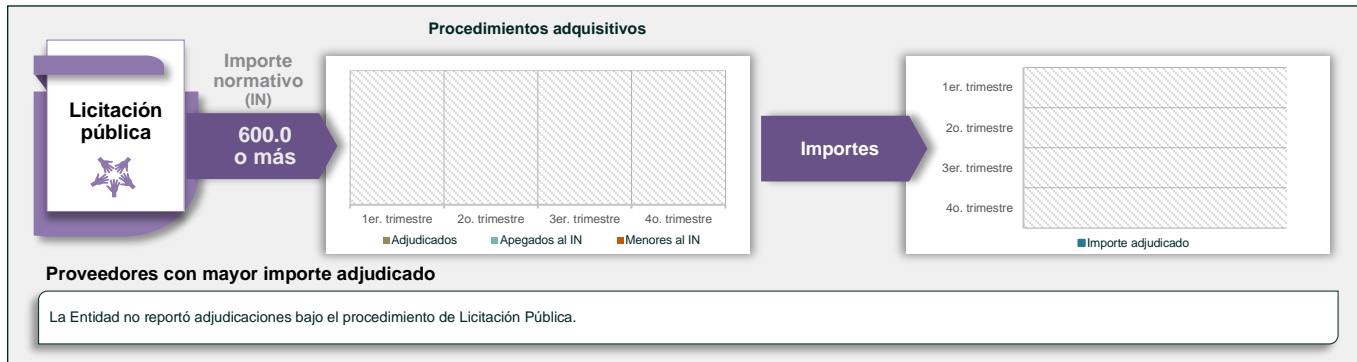 Procedimientos adquisitivos
Licitación
pública
Importe
normativo
(IN)
600.0
o más
1er. trimestre
2o. trimestre
3er. trimestre
4o. trimestre
Adjudicados
Apegados al IN
Menores al IN
Importes
1er. trimestre
2o. trimestre
3er. trimestre
4o. trimestre
Importe adjudicado
Proveedores con mayor importe adjudicado
La Entidad no reportó adjudicaciones bajo el procedimiento de Licitación Pública.